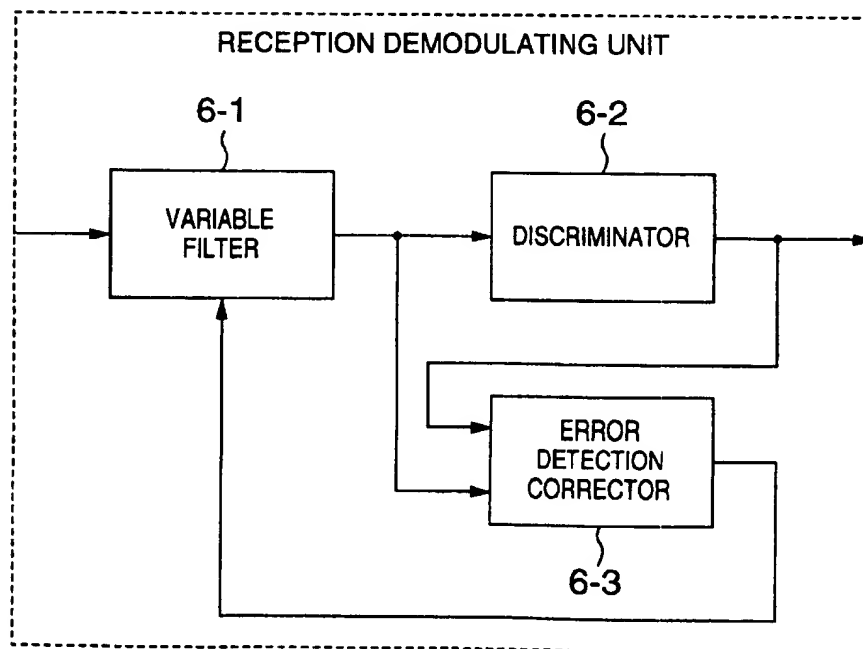 RECEPTION DEMODULATING UNIT
6-1
6-2
VARIABLE
FILTER
DISCRIMINATOR
ERROR
DETECTION
CORRECTOR
6-3